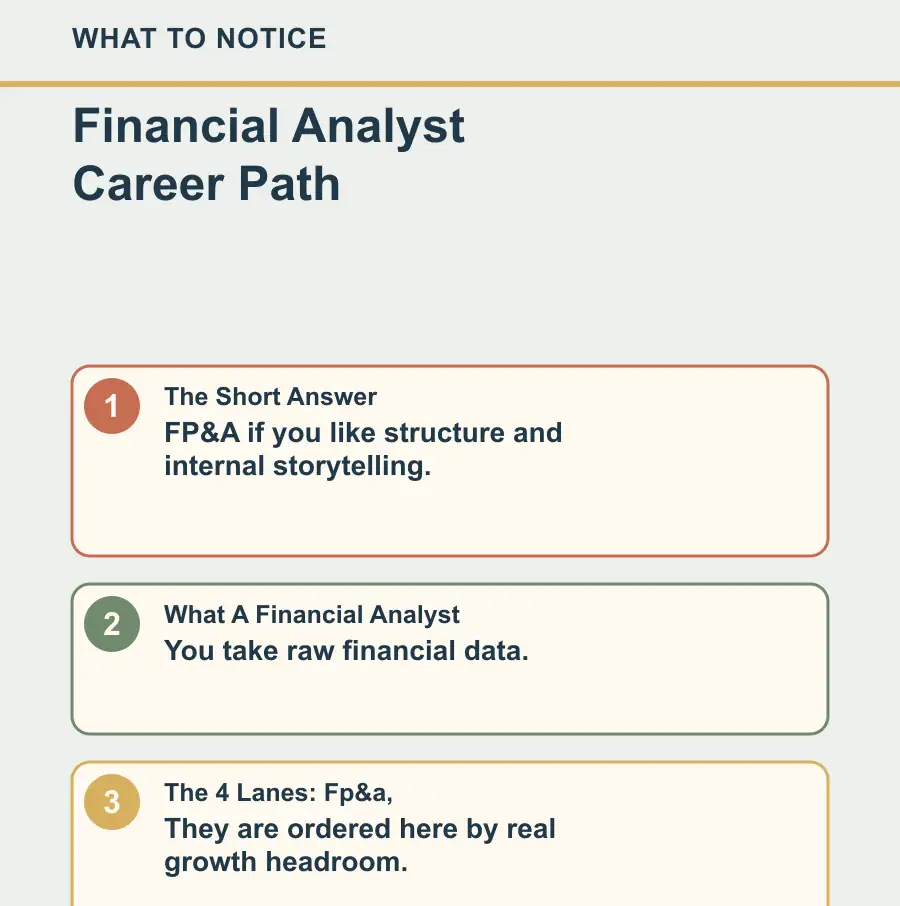 WHAT TO NOTICE
Financial Analyst
Career Path
1
The Short Answer
FP&A if you like structure and
internal storytelling.
2
What A Financial Analyst
You take raw financial data.
3
The 4 Lanes: Fp&a,
They are ordered here by real
growth headroom.